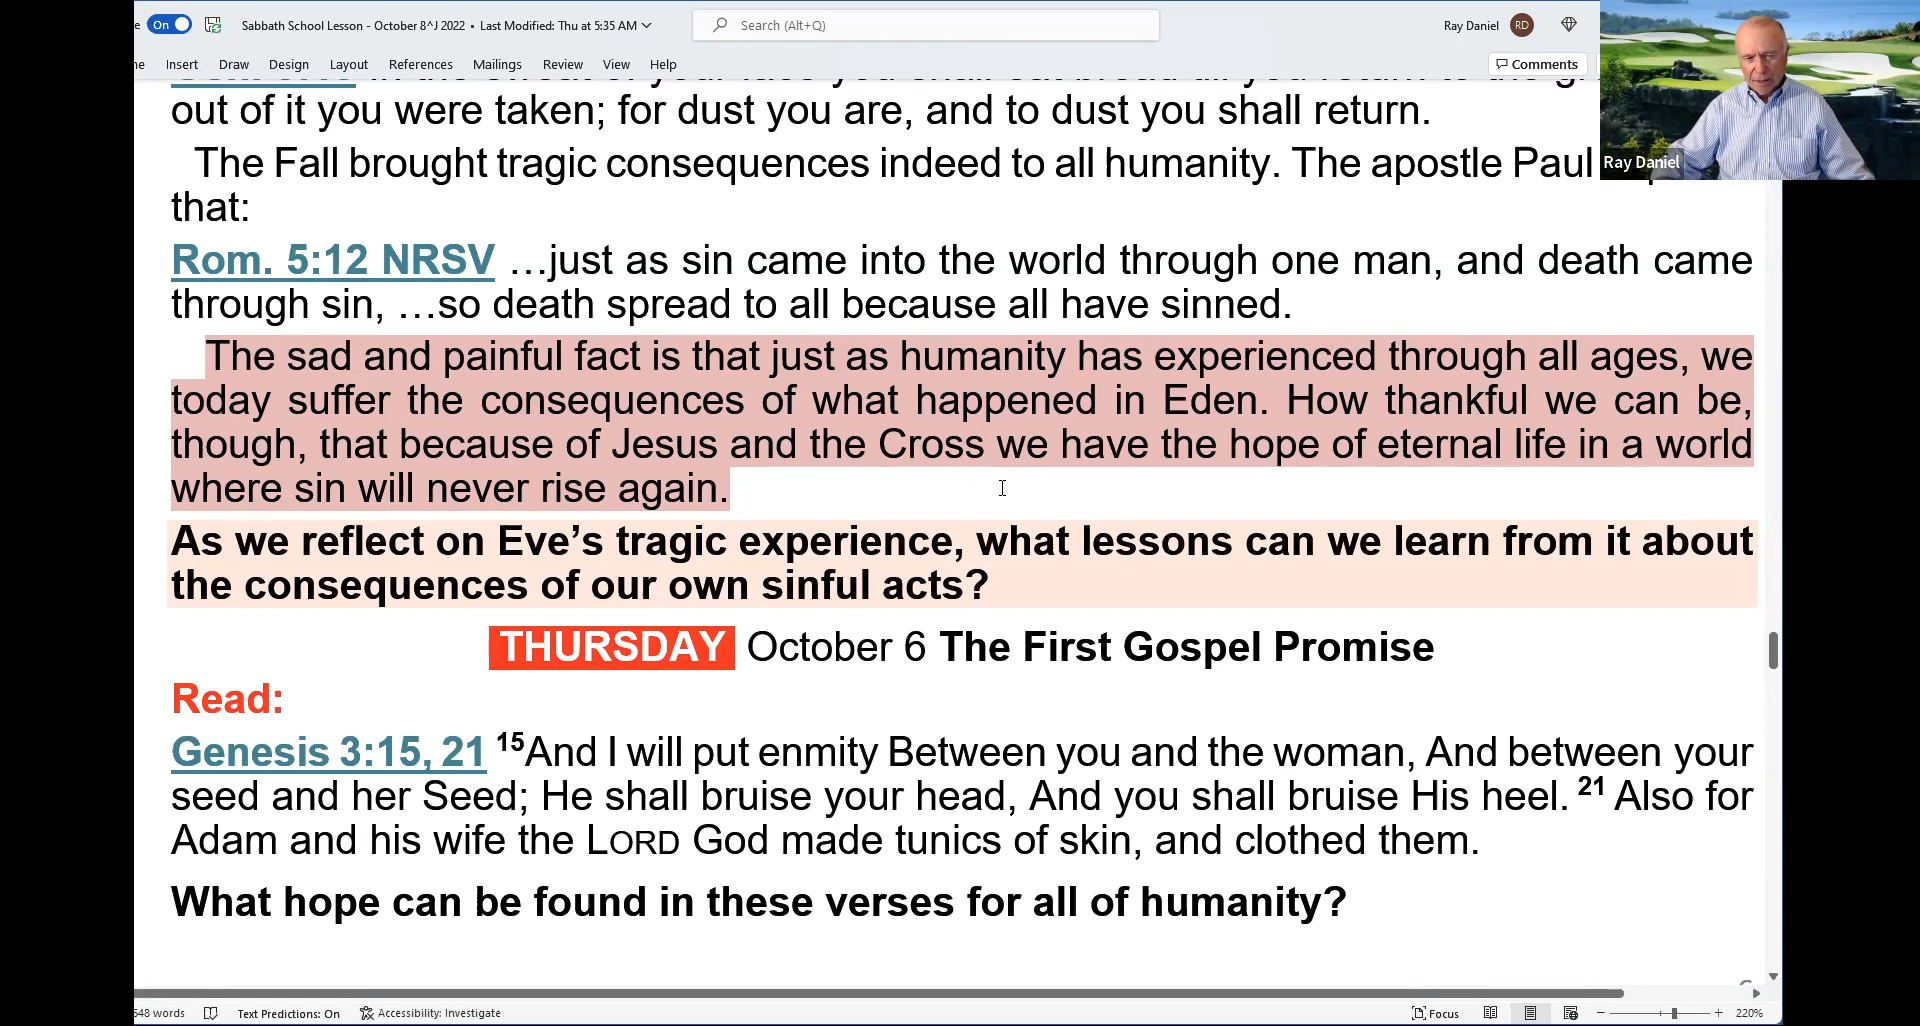 e On Sabbath School Lesson - October 8^J 2022 • Last Modified: Thu at 5:35 AM Search (Alt+Q) Ray Daniel RD
ne Insert Draw Design Layout References Mailings Review View Help Comments
out of it you were taken; for dust you are, and to dust you shall return.
The Fall brought tragic consequences indeed to all humanity. The apostle Paul
Ray Daniel
that:
Rom. 5:12 NRSV …just as sin came into the world through one man, and death came
through sin, …so death spread to all because all have sinned.
The sad and painful fact is that just as humanity has experienced through all ages, we
today suffer the consequences of what happened in Eden. How thankful we can be,
though, that because of Jesus and the Cross we have the hope of eternal life in a world
where sin will never rise again.
As we reflect on Eve’s tragic experience, what lessons can we learn from it about
the consequences of our own sinful acts?
THURSDAY October 6 The First Gospel Promise
Read:
Genesis 3:15, 21 15And I will put enmity Between you and the woman, And between your
seed and her Seed; He shall bruise your head, And you shall bruise His heel. 21 Also for
Adam and his wife the LORD God made tunics of skin, and clothed them.
What hope can be found in these verses for all of humanity?
648 words Text Predictions: On Accessibility: Investigate Focus 220%